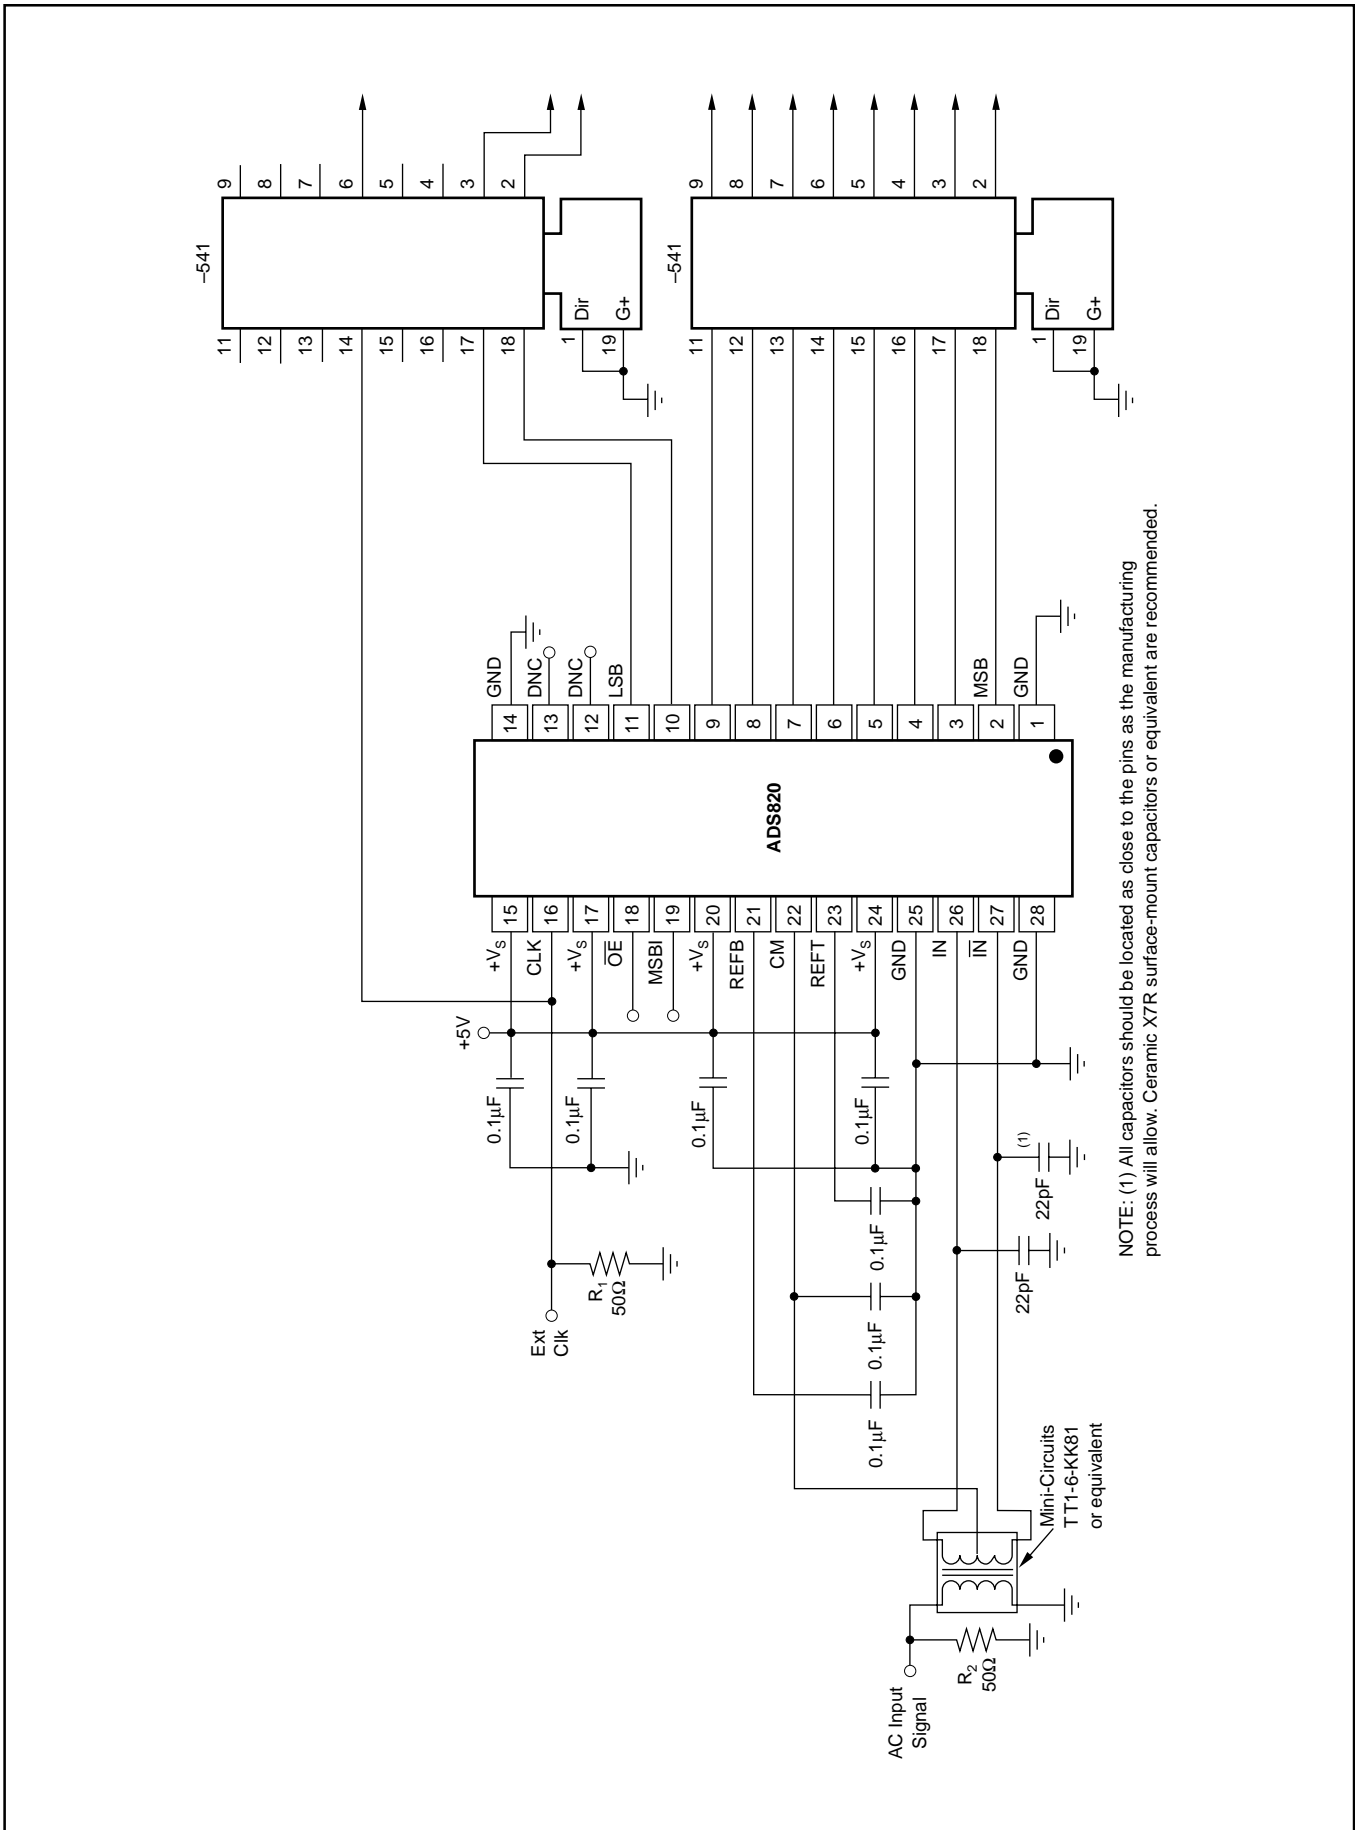 –541
11
12
13
14
15
16
17
18
9
8
7
6
5
4
3
2
1
19
Dir
G+
–541
11
12
13
14
15
16
17
18
9
8
7
6
5
4
3
2
1
19
Dir
G+
GND
DNC
DNC
LSB
MSB
GND
14
13
12
11
10
9
8
7
6
5
4
3
2
1
ADS820
15
16
17
18
19
20
21
22
23
24
25
26
27
28
+VS
CLK
+VS
OE
MSBI
+VS
REFB
CM
REFT
+VS
GND
IN
IN
GND
+5V
0.1µF
0.1µF
0.1µF
0.1µF
Ext
Clk
R1
50Ω
0.1µF
0.1µF
0.1µF
22pF
(1)
22pF
Mini-Circuits
TT1-6-KK81
or equivalent
AC Input
Signal
R2
50Ω
NOTE: (1) All capacitors should be located as close to the pins as the manufacturing
process will allow. Ceramic X7R surface-mount capacitors or equivalent are recommended.